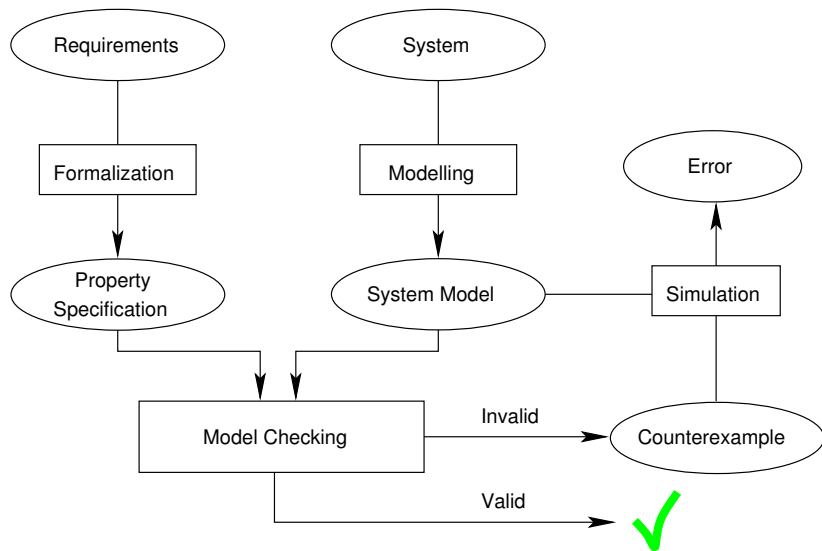 Requirements
System
Formalization
Modelling
Error
Property
Specification
System Model
Simulation
Model Checking
Invalid
Counterexample
Valid